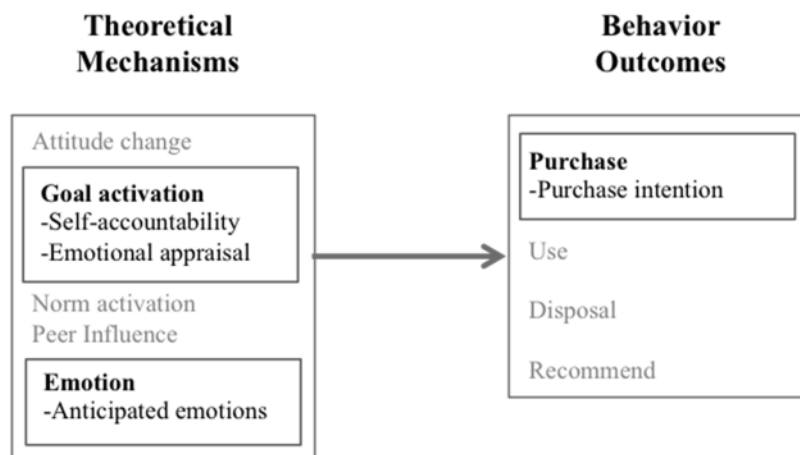 Theoretical
Mechanisms
Attitude change
Goal activation
-Self-accountability
-Emotional appraisal
Norm activation
Peer Influence
Emotion
-Anticipated emotions
Behavior
Outcomes
Purchase
-Purchase intention
Use
Disposal
Recommend